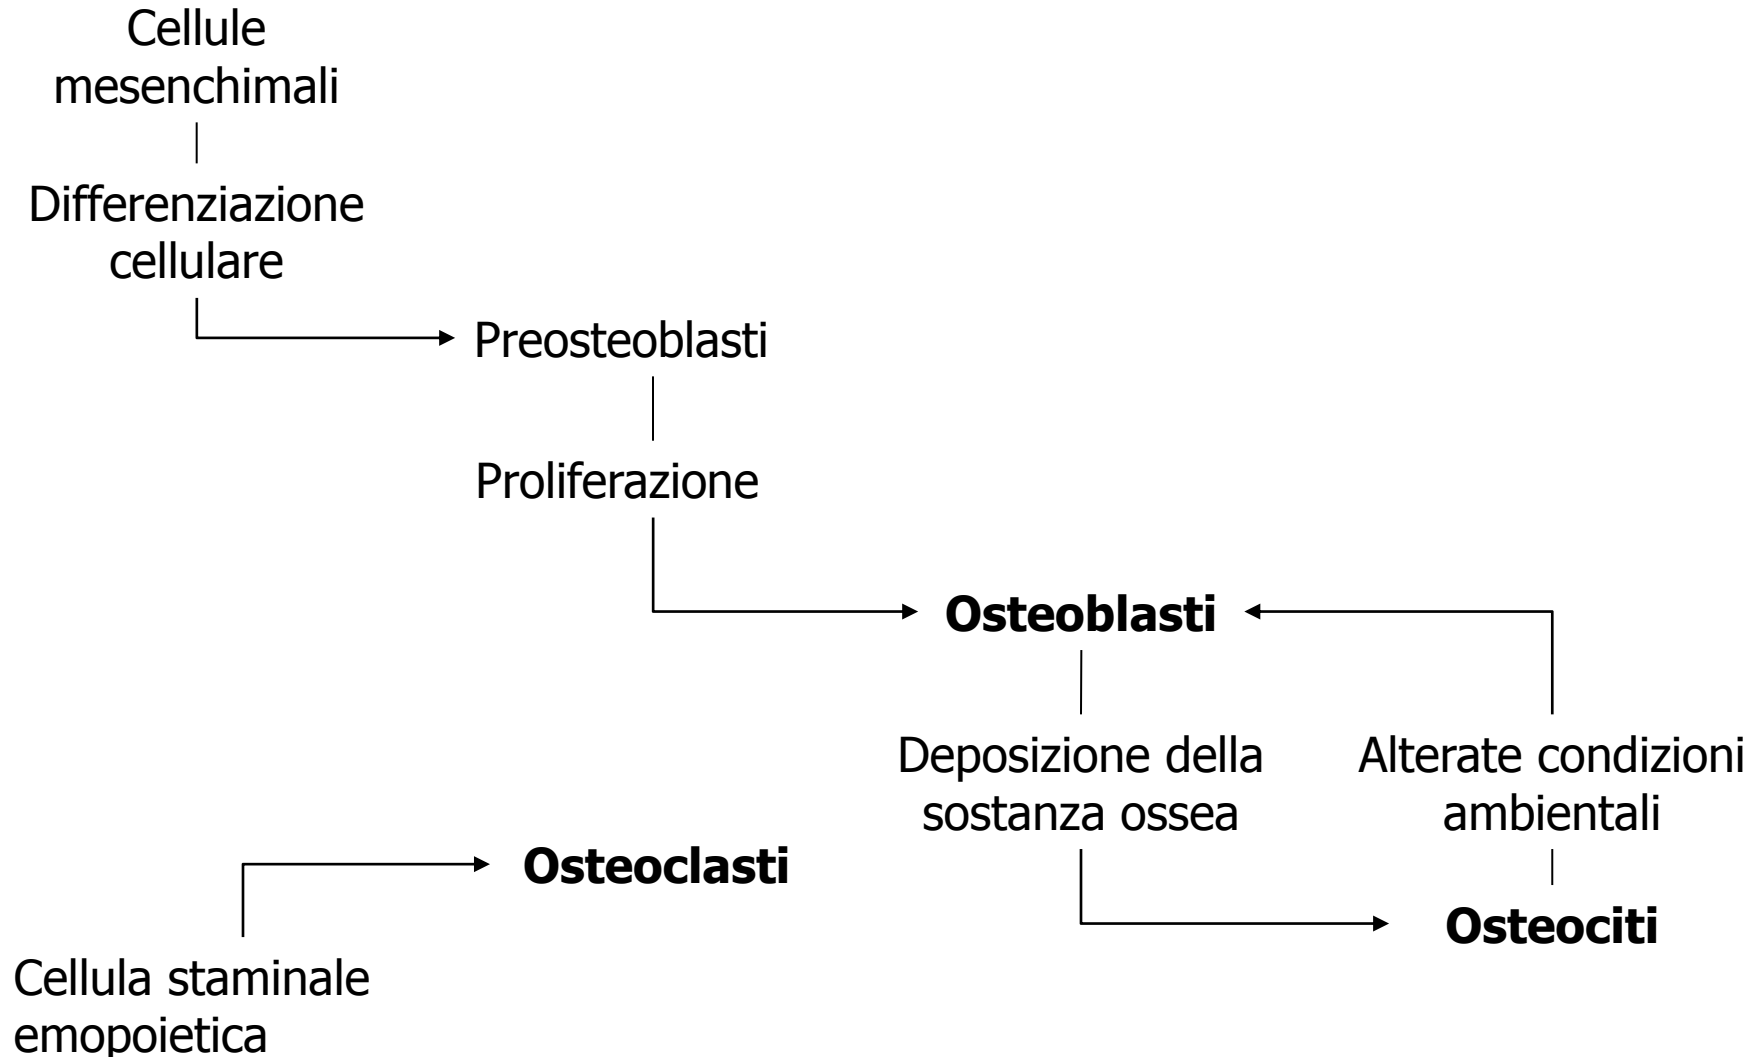 Cellule
mesenchimali
Differenziazione
cellulare
Preosteoblasti
Proliferazione
Osteoblasti
Deposizione della
sostanza ossea
Alterate condizioni
ambientali
Osteociti
Osteoclasti
Cellula staminale
emopoietica